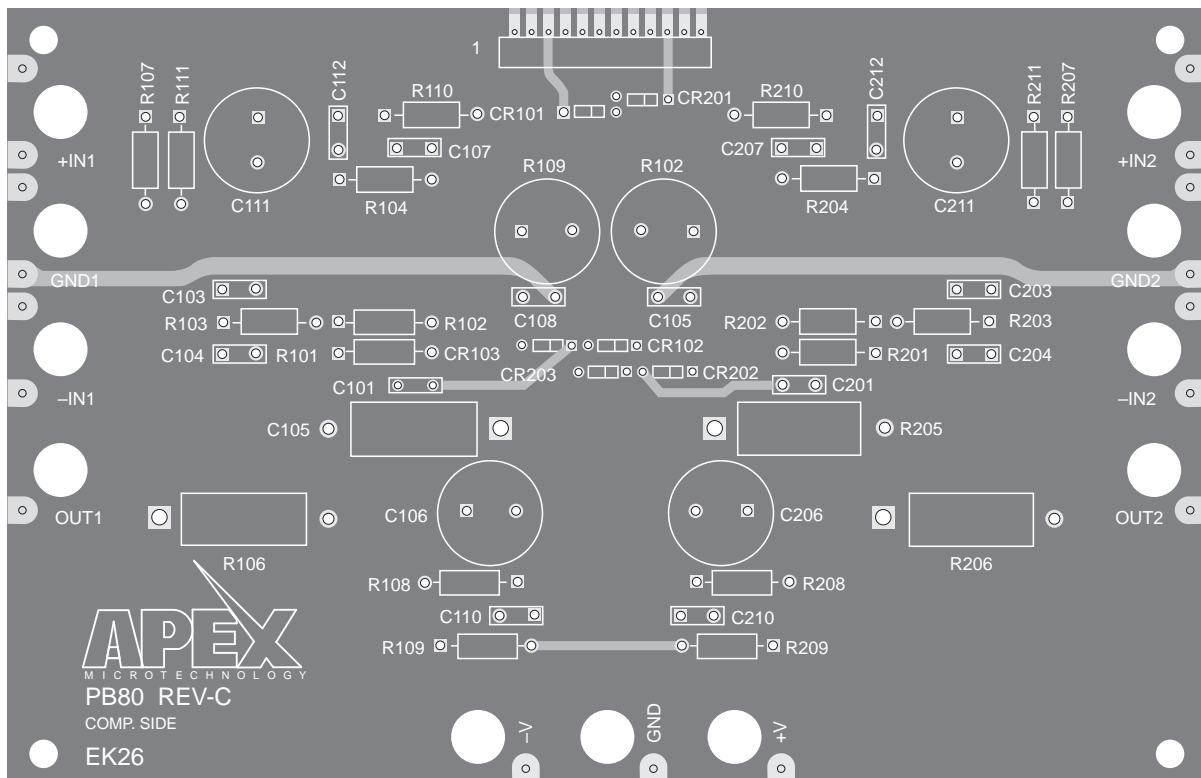 1
R107
R111
C112
R110
CR101
CR201
R210
C212
R211
R207
+IN1
C107
C207
+IN2
R109
R102
C111
R104
R204
C211
GND1
GND2
C103
C203
R103
R102
C108
C105
R202
R203
C104
R101
CR103
CR102
R201
C204
CR203
CR202
C101
C201
–IN1
–IN2
C105
R205
OUT1
C106
C206
OUT2
R106
R206
R108
R208
C110
C210
R109
R209
APEX
MICROTECHNOLOGY
PB80 REV-C
COMP. SIDE
EK26
–V
GND
+V